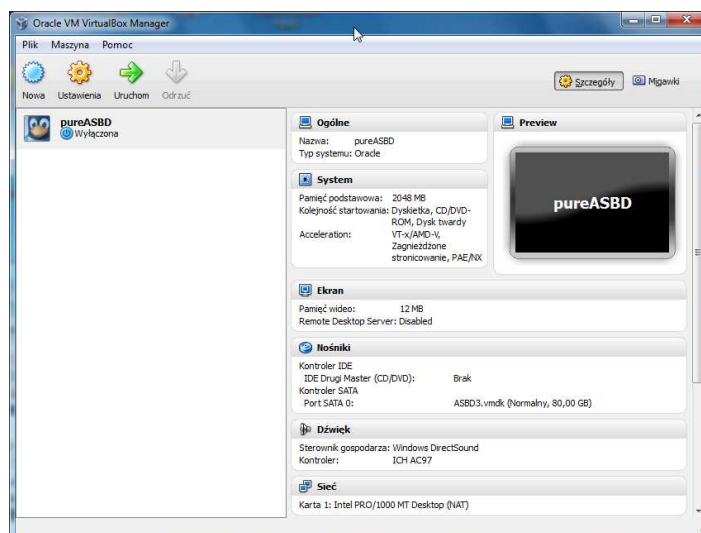 Oracle VM VirtualBox Manager
Plik Maszyna Pomoc
Nowa Ustawienia Uruchom Odrzuć
Szczegóły Migawki
pureASBD
Wyłączona
Ogólne
Nazwa: pureASBD
Typ systemu: Oracle
System
Pamięć podstawowa: 2048 MB
Kolejność startowania: Dyskietka, CD/DVD-
ROM, Dysk twardy
Acceleration: VT-x/AMD-V,
Zagnieżdżone
stronicowanie, PAE/NX
Preview
pureASBD
Ekran
Pamięć wideo: 12 MB
Remote Desktop Server: Disabled
Nośniki
Kontroler IDE
IDE Drugi Master (CD/DVD): Brak
Kontroler SATA
Port SATA 0: ASBD3.vmdk (Normalny, 80,00 GB)
Dźwięk
Sterownik gospodarza: Windows DirectSound
Kontroler: ICH AC97
Sieć
Karta 1: Intel PRO/1000 MT Desktop (NAT)